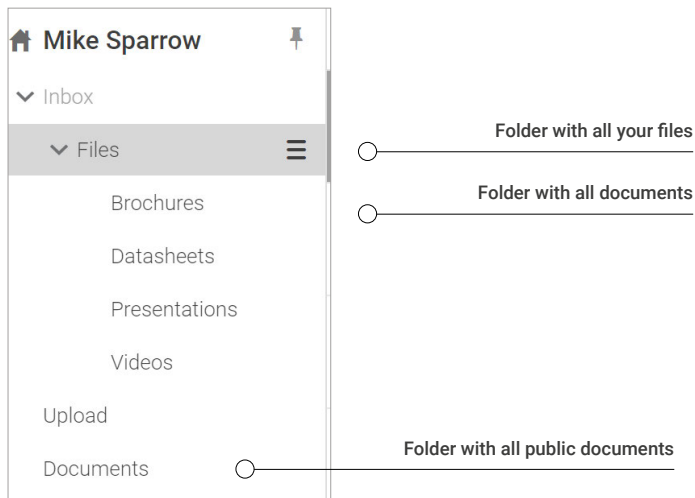 Mike Sparrow
Inbox
Files
Folder with all your files
Brochures
Folder with all documents
Datasheets
Presentations
Videos
Upload
Documents
Folder with all public documents